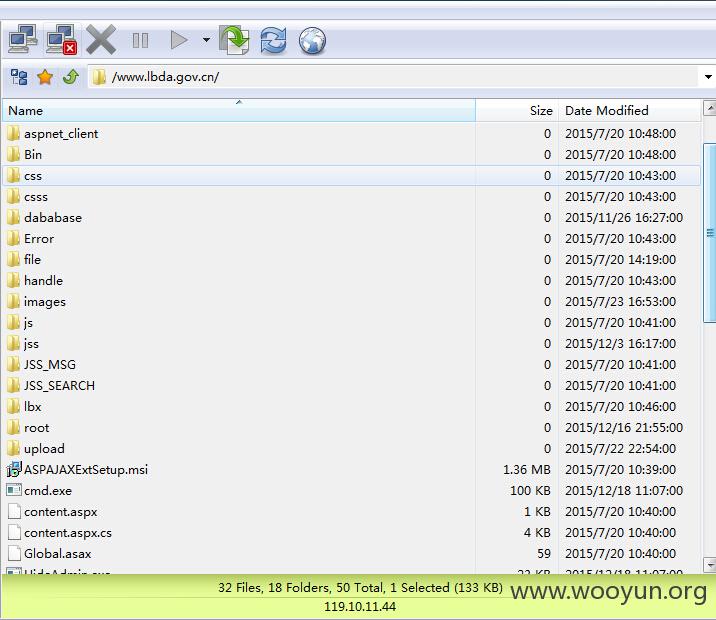 /www.lbda.gov.cn/
Name Size Date Modified
aspnet_client 0 2015/7/20 10:48:00
Bin 0 2015/7/20 10:48:00
css 0 2015/7/20 10:43:00
csss 0 2015/7/20 10:43:00
dababase 0 2015/11/26 16:27:00
Error 0 2015/7/20 10:43:00
file 0 2015/7/20 14:19:00
handle 0 2015/7/20 10:43:00
images 0 2015/7/23 16:53:00
js 0 2015/7/20 10:41:00
jss 0 2015/12/3 16:17:00
JSS_MSG 0 2015/7/20 10:41:00
JSS_SEARCH 0 2015/7/20 10:41:00
lbx 0 2015/7/20 10:46:00
root 0 2015/12/16 21:55:00
upload 0 2015/7/22 22:54:00
ASPAJAXExtSetup.msi 1.36 MB 2015/7/20 10:39:00
cmd.exe 100 KB 2015/12/18 11:07:00
content.aspx 1 KB 2015/7/20 10:40:00
content.aspx.cs 4 KB 2015/7/20 10:40:00
Global.asax 59 2015/7/20 10:40:00
32 Files, 18 Folders, 50 Total, 1 Selected (133 KB)
www.wooyun.org
119.10.11.44